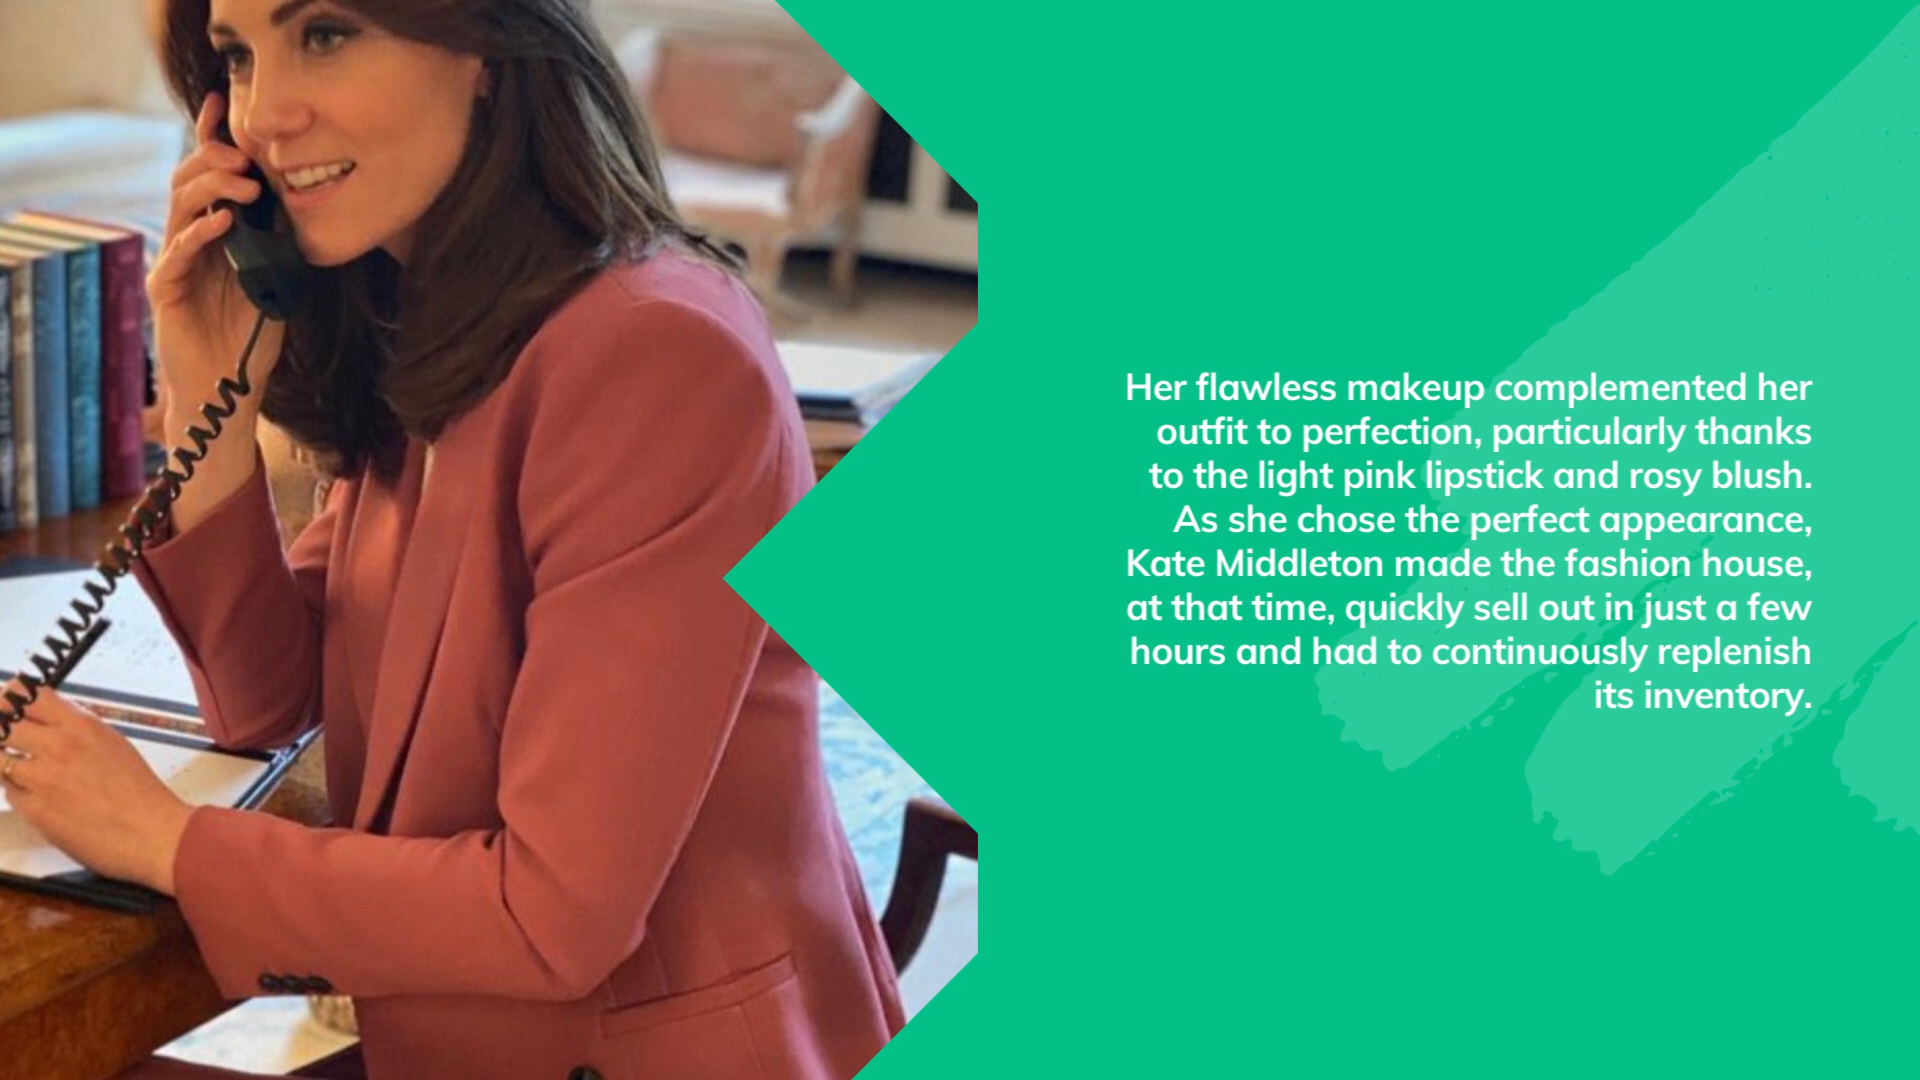 Her flawless makeup complemented her
outfit to perfection, particularly thanks
to the light pink lipstick and rosy blush.
As she chose the perfect appearance,
Kate Middleton made the fashion house,
at that time, quickly sell out in just a few
hours and had to continuously replenish
its inventory.